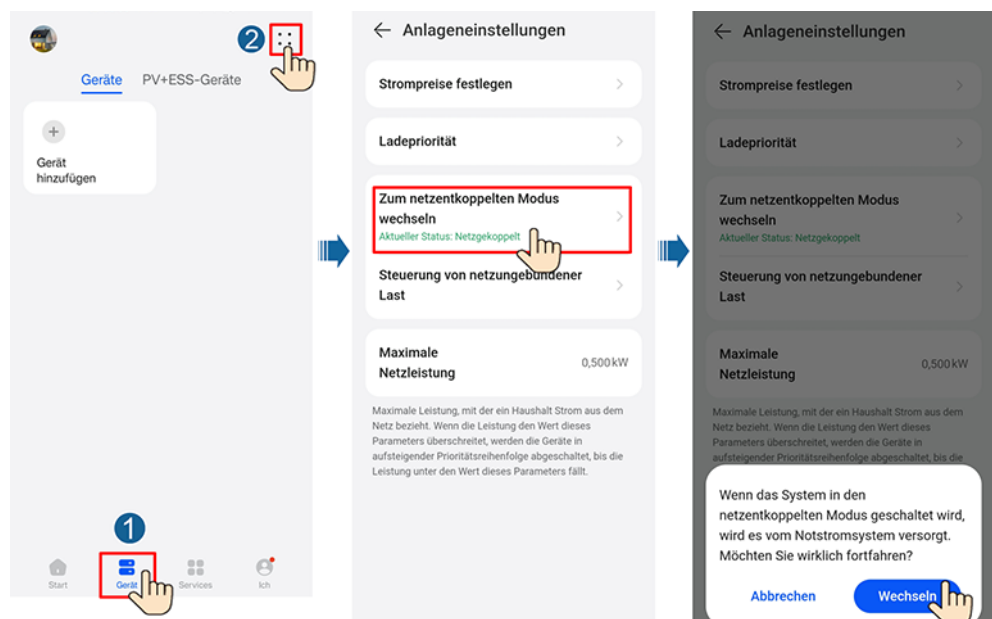 2
Geräte PV+ESS-Geräte
Gerät
hinzufügen
1
Start Gerät Services Ich
Anlageneinstellungen
Strompreise festlegen
Ladepriorität
Zum netzentkoppelten Modus
wechseln
Aktueller Status: Netzgekoppelt
Steuerung von netzungebundener
Last
Maximale
Netzleistung
0,500 kW
Maximale Leistung, mit der ein Haushalt Strom aus dem
Netz bezieht. Wenn die Leistung den Wert dieses
Parameters überschreitet, werden die Geräte in
aufsteigender Prioritätsreihenfolge abgeschaltet, bis die
Leistung unter den Wert dieses Parameters fällt.
Anlageneinstellungen
Strompreise festlegen
Ladepriorität
Zum netzentkoppelten Modus
wechseln
Aktueller Status: Netzgekoppelt
Steuerung von netzungebundener
Last
Maximale
Netzleistung
0,500 kW
Maximale Leistung, mit der ein Haushalt Strom aus dem
Netz bezieht. Wenn die Leistung den Wert dieses
Parameters überschreitet, werden die Geräte in
aufsteigender Prioritätsreihenfolge abgeschaltet, bis die
Wenn das System in den
netzentkoppelten Modus geschaltet wird,
wird es vom Notstromsystem versorgt.
Möchten Sie wirklich fortfahren?
Abbrechen Wechseln